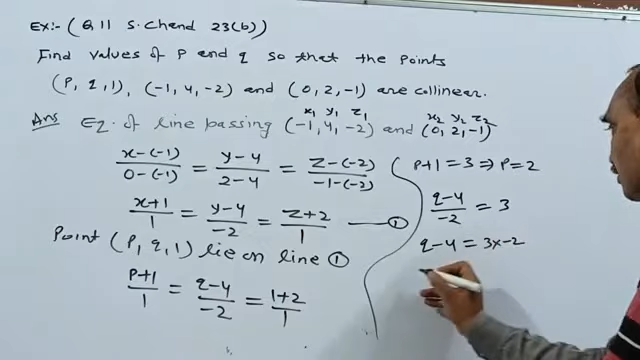 Ex:- (Q 11 S. Chand 23(b))
Find values of P and q so that the points
(P, q, 1), (-1, 4, -2) and (0, 2, -1) are collinear.
x₁ y₁ z₁ x₂ y₂ z₂
Ans Eq. of line passing (-1, 4, -2) and (0, 2, -1)
x-(-1)/0-(-1) = y-4/2-4 = z-(-2)/-1-(-2)
x+1/1 = y-4/-2 = z+2/1 —— ①
Point (P, q, 1) lie on line ①
P+1/1 = q-4/-2 = 1+2/1
P+1 = 3 ⇒ P = 2
q-4/-2 = 3
q-4 = 3x-2